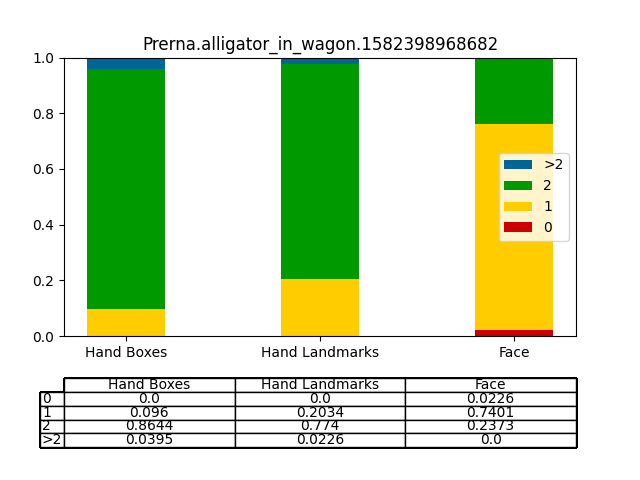 Prerna.alligator_in_wagon.1582398968682
1.0
0.8
0.6
0.4
0.2
0.0
>2
2
1
0
Hand Boxes Hand Landmarks Face
Hand Boxes Hand Landmarks Face
0 0.0 0.0 0.0226
1 0.096 0.2034 0.7401
2 0.8644 0.774 0.2373
>2 0.0395 0.0226 0.0